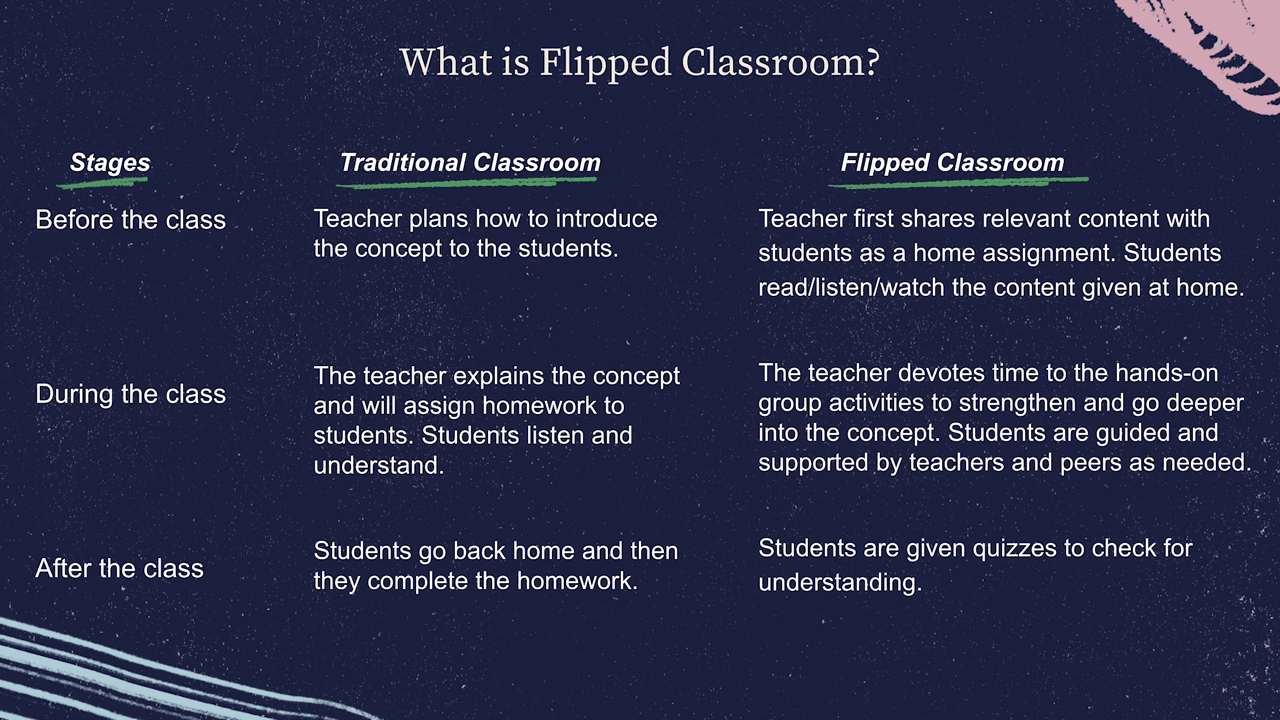 What is Flipped Classroom?
Stages
Traditional Classroom
Flipped Classroom
Before the class
Teacher plans how to introduce
the concept to the students.
Teacher first shares relevant content with
students as a home assignment. Students
read/listen/watch the content given at home.
During the class
The teacher explains the concept
and will assign homework to
students. Students listen and
understand.
The teacher devotes time to the hands-on
group activities to strengthen and go deeper
into the concept. Students are guided and
supported by teachers and peers as needed.
After the class
Students go back home and then
they complete the homework.
Students are given quizzes to check for
understanding.